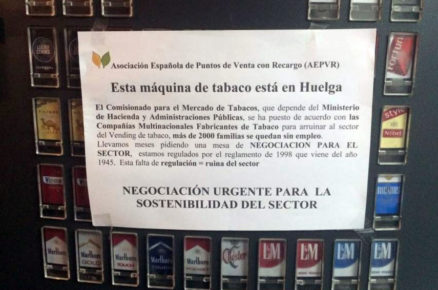 Asociación Española de Puntos de Venta con Recargo (AEPVR)
Esta máquina de tabaco está en Huelga
El Comisionado para el Mercado de Tabacos, que depende del Ministerio
de Hacienda y Administraciones Públicas, se ha puesto de acuerdo con
las Compañías Multinacionales Fabricantes de Tabaco para arruinar al sector
del Vending de tabaco, más de 2000 familias se quedan sin empleo.
Llevamos meses pidiendo una mesa de NEGOCIACION PARA EL
SECTOR, estamos regulados por el reglamento de 1998 que viene del año
1945. Esta falta de regulación = ruina del sector
NEGOCIACIÓN URGENTE PARA LA
SOSTENIBILIDAD DEL SECTOR
fortuna
Nobel
Marlboro
Marlboro
GOLD
Marlboro
TOUCH
Marlboro
Chester
L&M
L&M
L&M
L&M